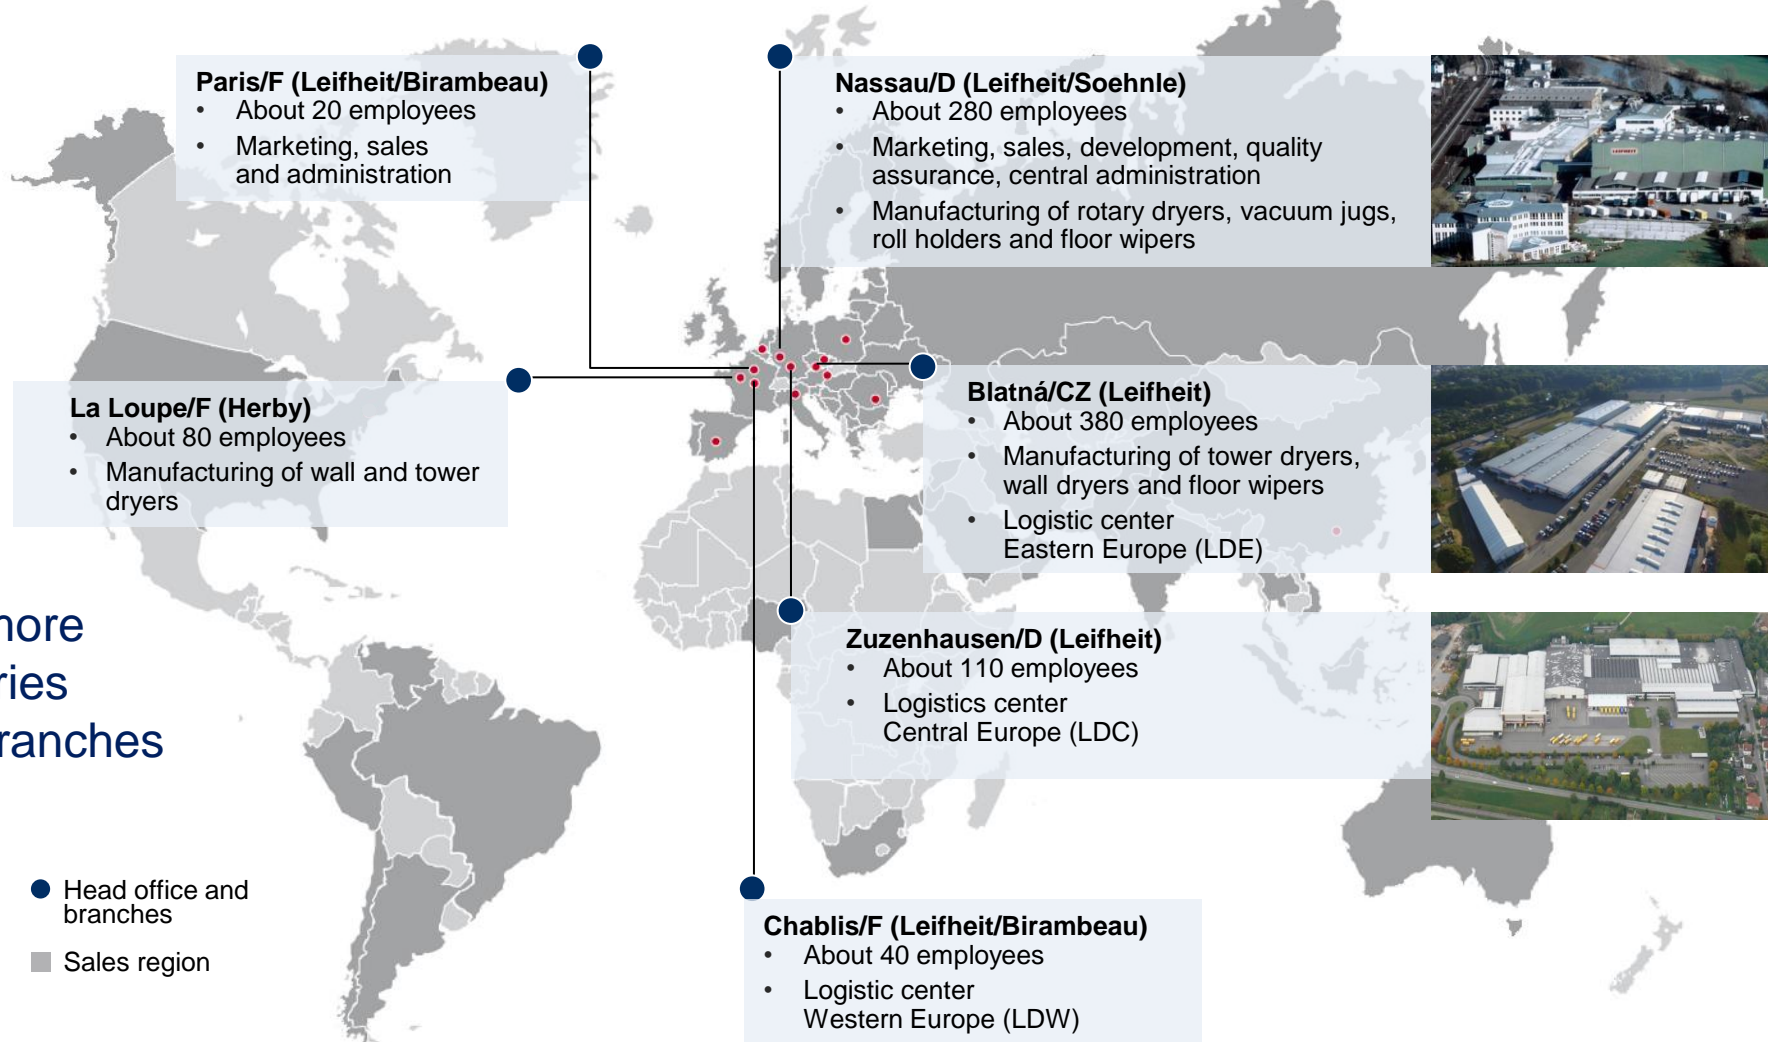 Paris/F (Leifheit/Birambeau)
• About 20 employees
• Marketing, sales
and administration
Nassau/D (Leifheit/Soehnle)
• About 280 employees
• Marketing, sales, development, quality
assurance, central administration
• Manufacturing of rotary dryers, vacuum jugs,
roll holders and floor wipers
LEIFHEIT
La Loupe/F (Herby)
• About 80 employees
• Manufacturing of wall and tower
dryers
Blatná/CZ (Leifheit)
• About 380 employees
• Manufacturing of tower dryers,
wall dryers and floor wipers
• Logistic center
Eastern Europe (LDE)
more
ries
ranches
Zuzenhausen/D (Leifheit)
• About 110 employees
• Logistics center
Central Europe (LDC)
Head office and
branches
Sales region
Chablis/F (Leifheit/Birambeau)
• About 40 employees
• Logistic center
Western Europe (LDW)